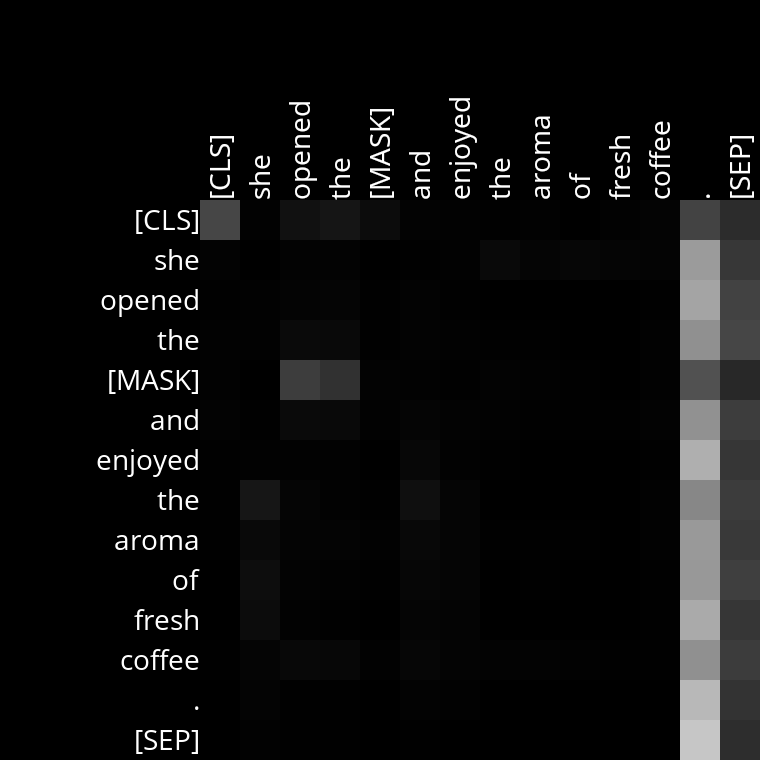 [CLS] she opened the [MASK] and enjoyed the aroma of fresh coffee . [SEP]
[CLS]
she
opened
the
[MASK]
and
enjoyed
the
aroma
of
fresh
coffee
.
[SEP]